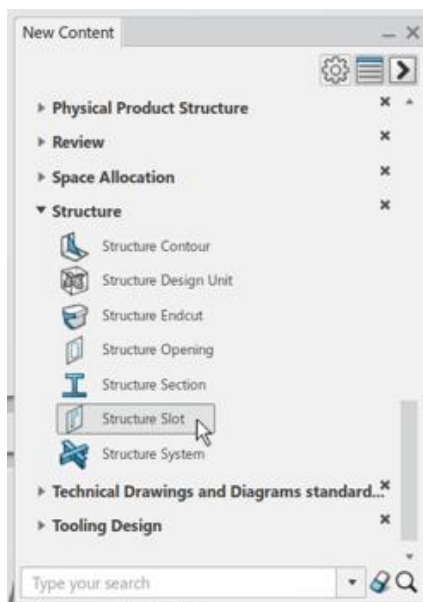 New Content
Physical Product Structure
Review
Space Allocation
Structure
Structure Contour
Structure Design Unit
Structure Endcut
Structure Opening
Structure Section
Structure Slot
Structure System
Technical Drawings and Diagrams standard...
Tooling Design
Type your search